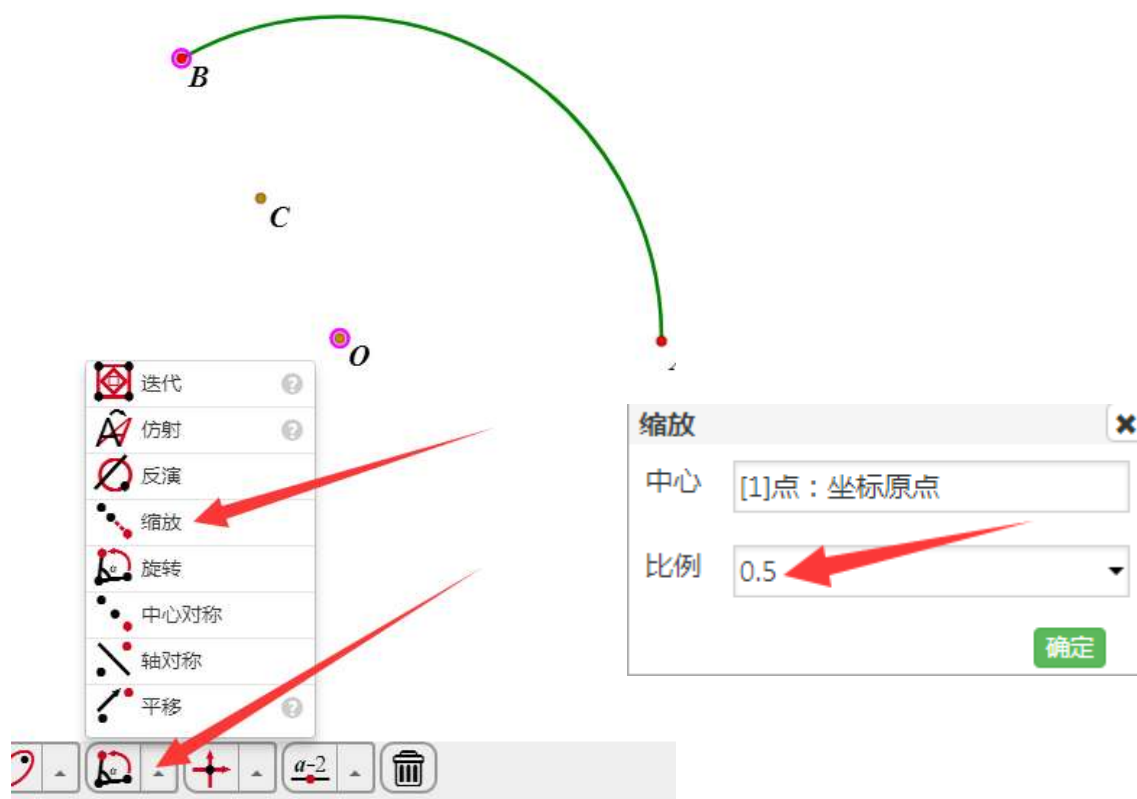 B
C
O
迭代
仿射
反演
缩放
旋转
中心对称
轴对称
平移
a-2
缩放
中心 [1]点：坐标原点
比例 0.5
确定